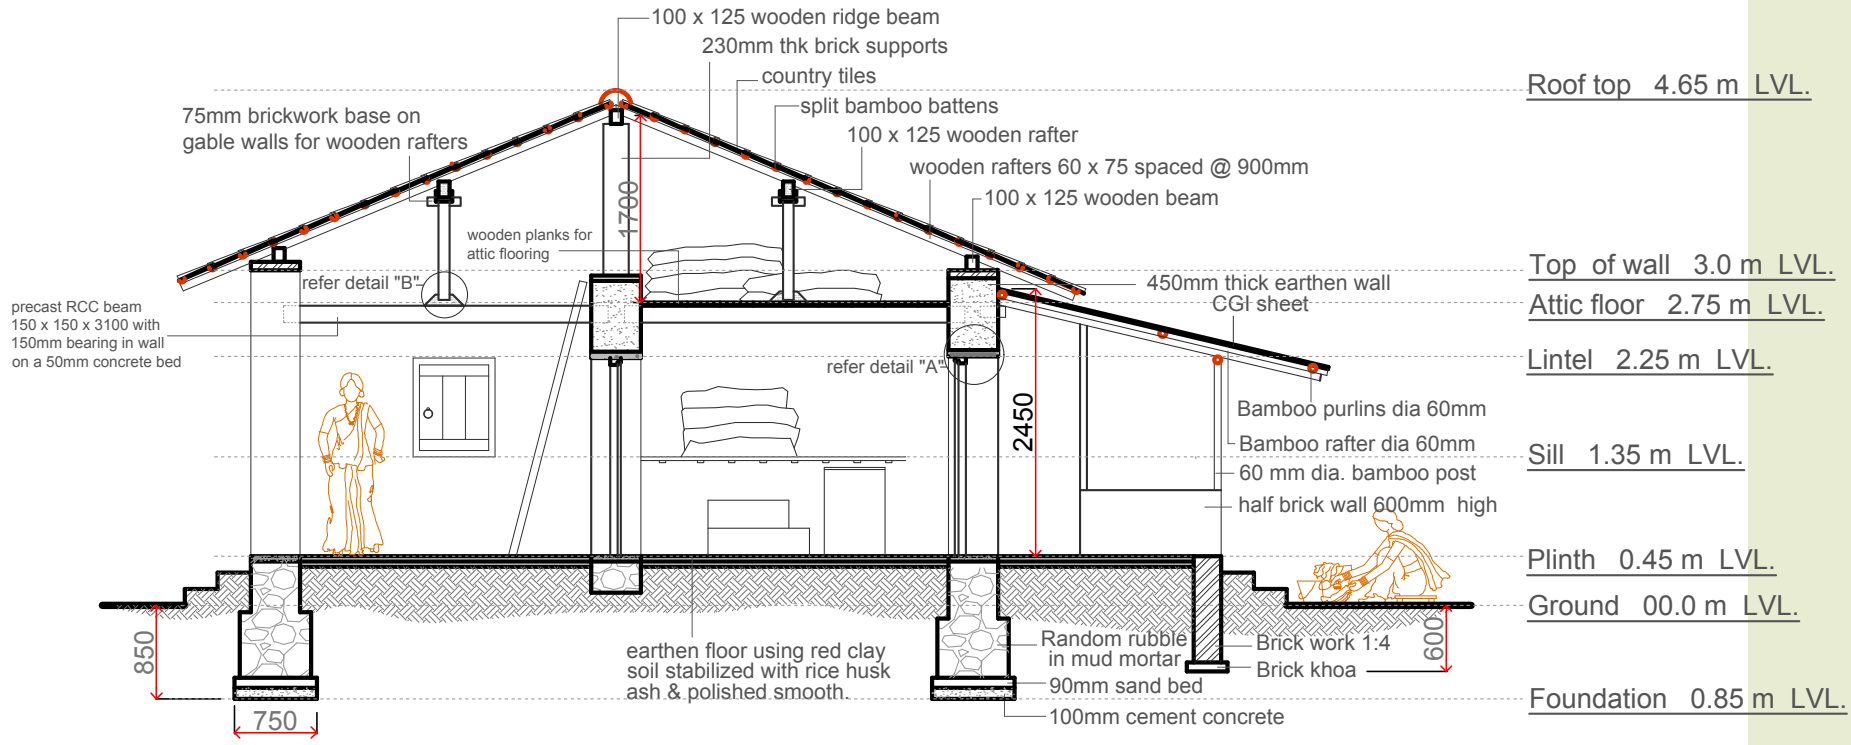 100 x 125 wooden ridge beam
230mm thk brick supports
country tiles
split bamboo battens
100 x 125 wooden rafter
wooden rafters 60 x 75 spaced @ 900mm
100 x 125 wooden beam
75mm brickwork base on
gable walls for wooden rafters
1700
wooden planks for
attic flooring
refer detail "B"
precast RCC beam
150 x 150 x 3100 with
150mm bearing in wall
on a 50mm concrete bed
450mm thick earthen wall
CGI sheet
refer detail "A"
2450
Bamboo purlins dia 60mm
Bamboo rafter dia 60mm
60 mm dia. bamboo post
half brick wall 600mm  high
Roof top  4.65 m  LVL.
Top  of wall  3.0 m  LVL.
Attic floor  2.75 m  LVL.
Lintel  2.25 m  LVL.
Sill  1.35 m  LVL.
Plinth  0.45 m  LVL.
Ground  00.0 m  LVL.
Foundation  0.85 m  LVL.
850
750
earthen floor using red clay
soil stabilized with rice husk
ash & polished smooth.
Random rubble
in mud mortar
90mm sand bed
100mm cement concrete
Brick work 1:4
Brick khoa
600